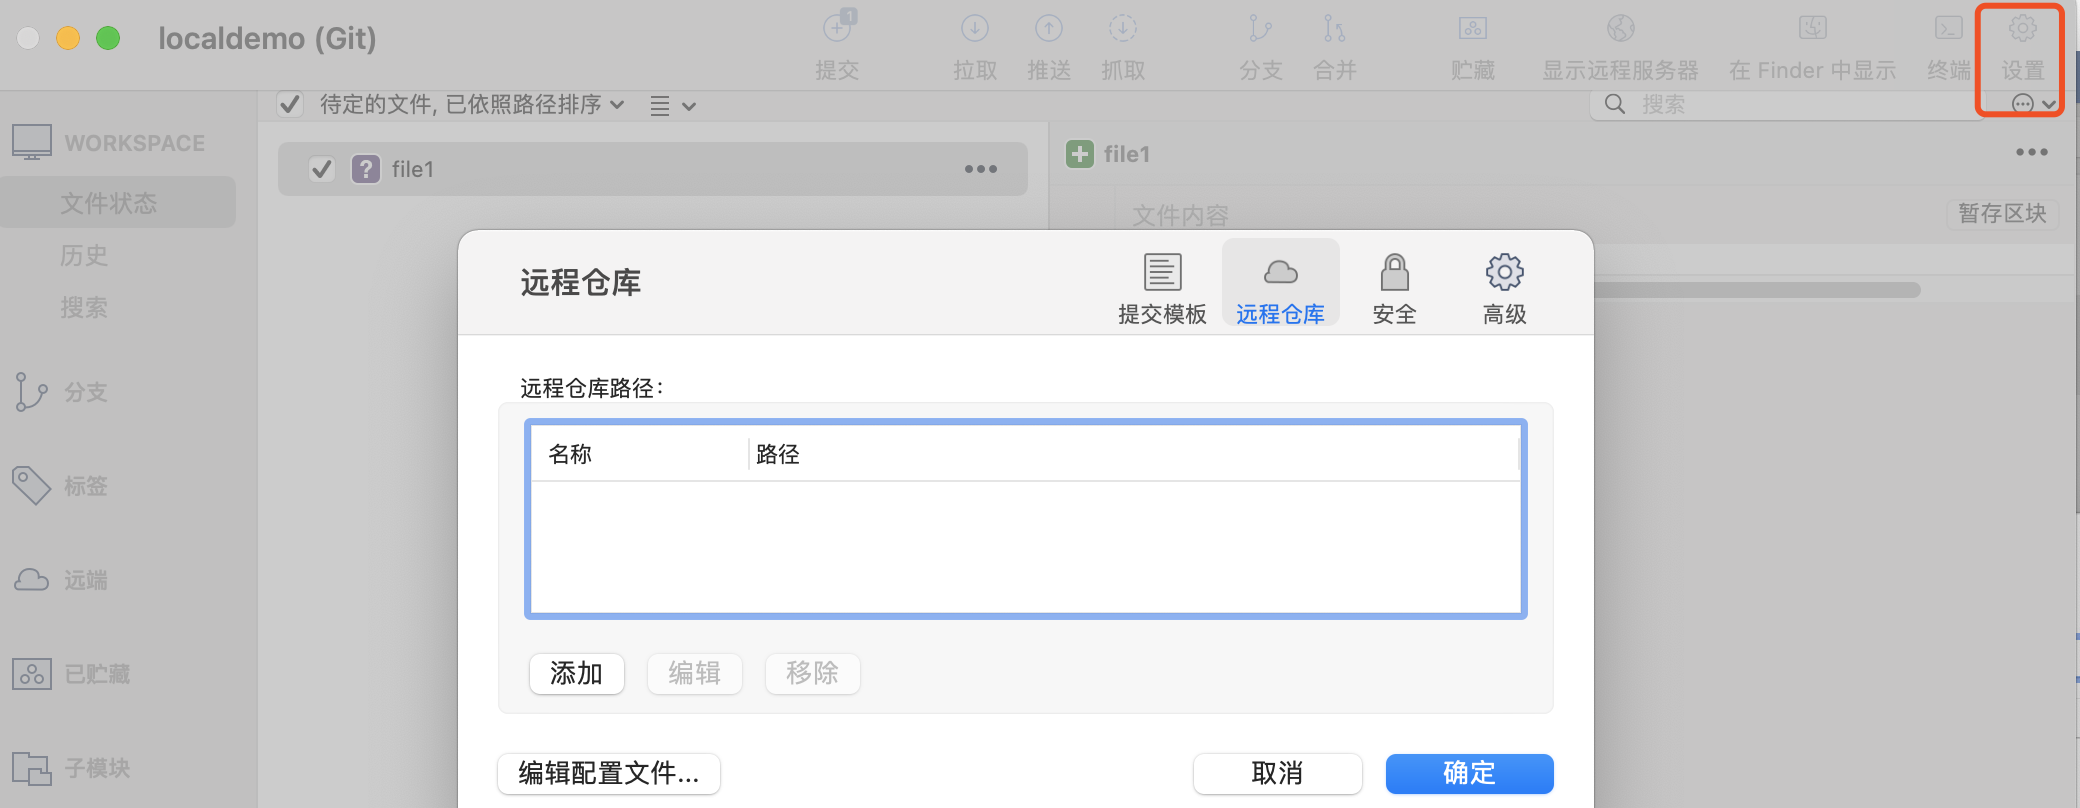 localdemo (Git)
1
提交
拉取
推送
抓取
分支
合并
贮藏
显示远程服务器
在 Finder 中显示
终端
设置
待定的文件, 已依照路径排序
搜索
WORKSPACE
文件状态
历史
搜索
分支
标签
远端
已贮藏
子模块
? file1
file1
文件内容
暂存区块
远程仓库
提交模板
远程仓库
安全
高级
远程仓库路径:
名称
路径
添加
编辑
移除
编辑配置文件...
取消
确定